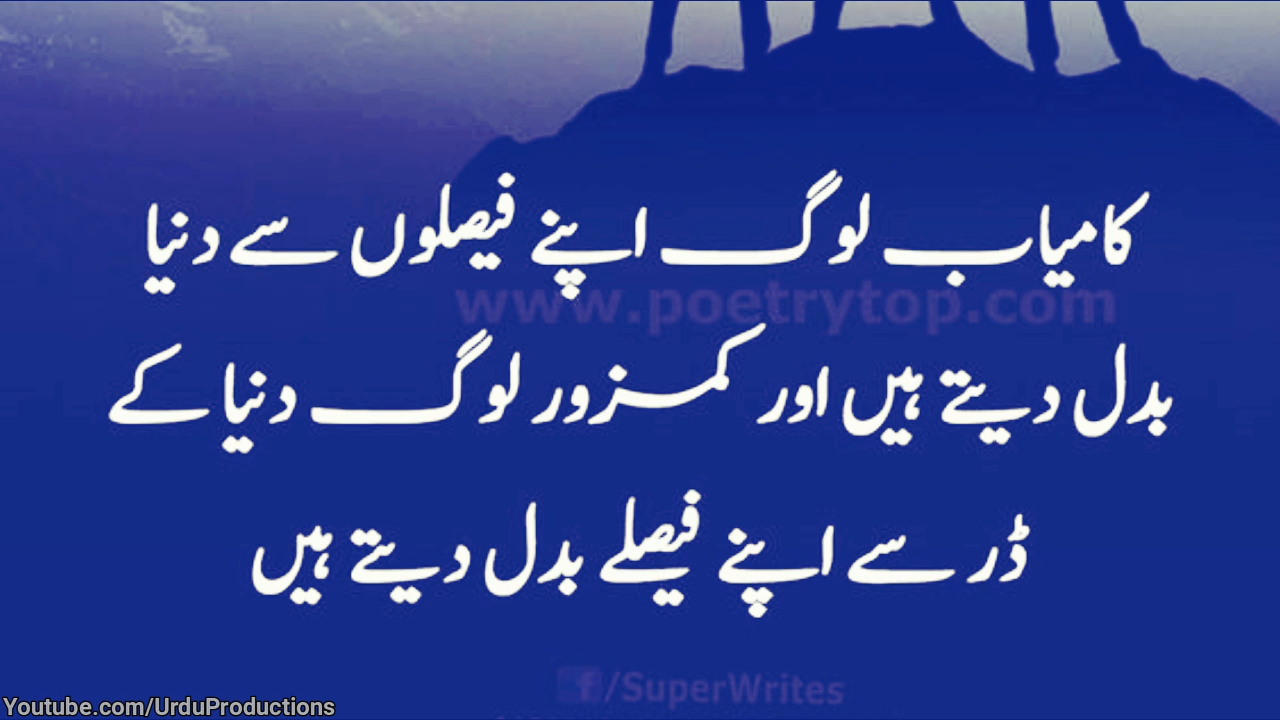 کامیاب لوگ اپنے فیصلوں سے دنیا
www.poetrytop.com
بدل دیتے ہیں اور کمزور لوگ دنیا کے
ڈر سے اپنے فیصلے بدل دیتے ہیں
f/SuperWrites
Youtube.com/UrduProductions